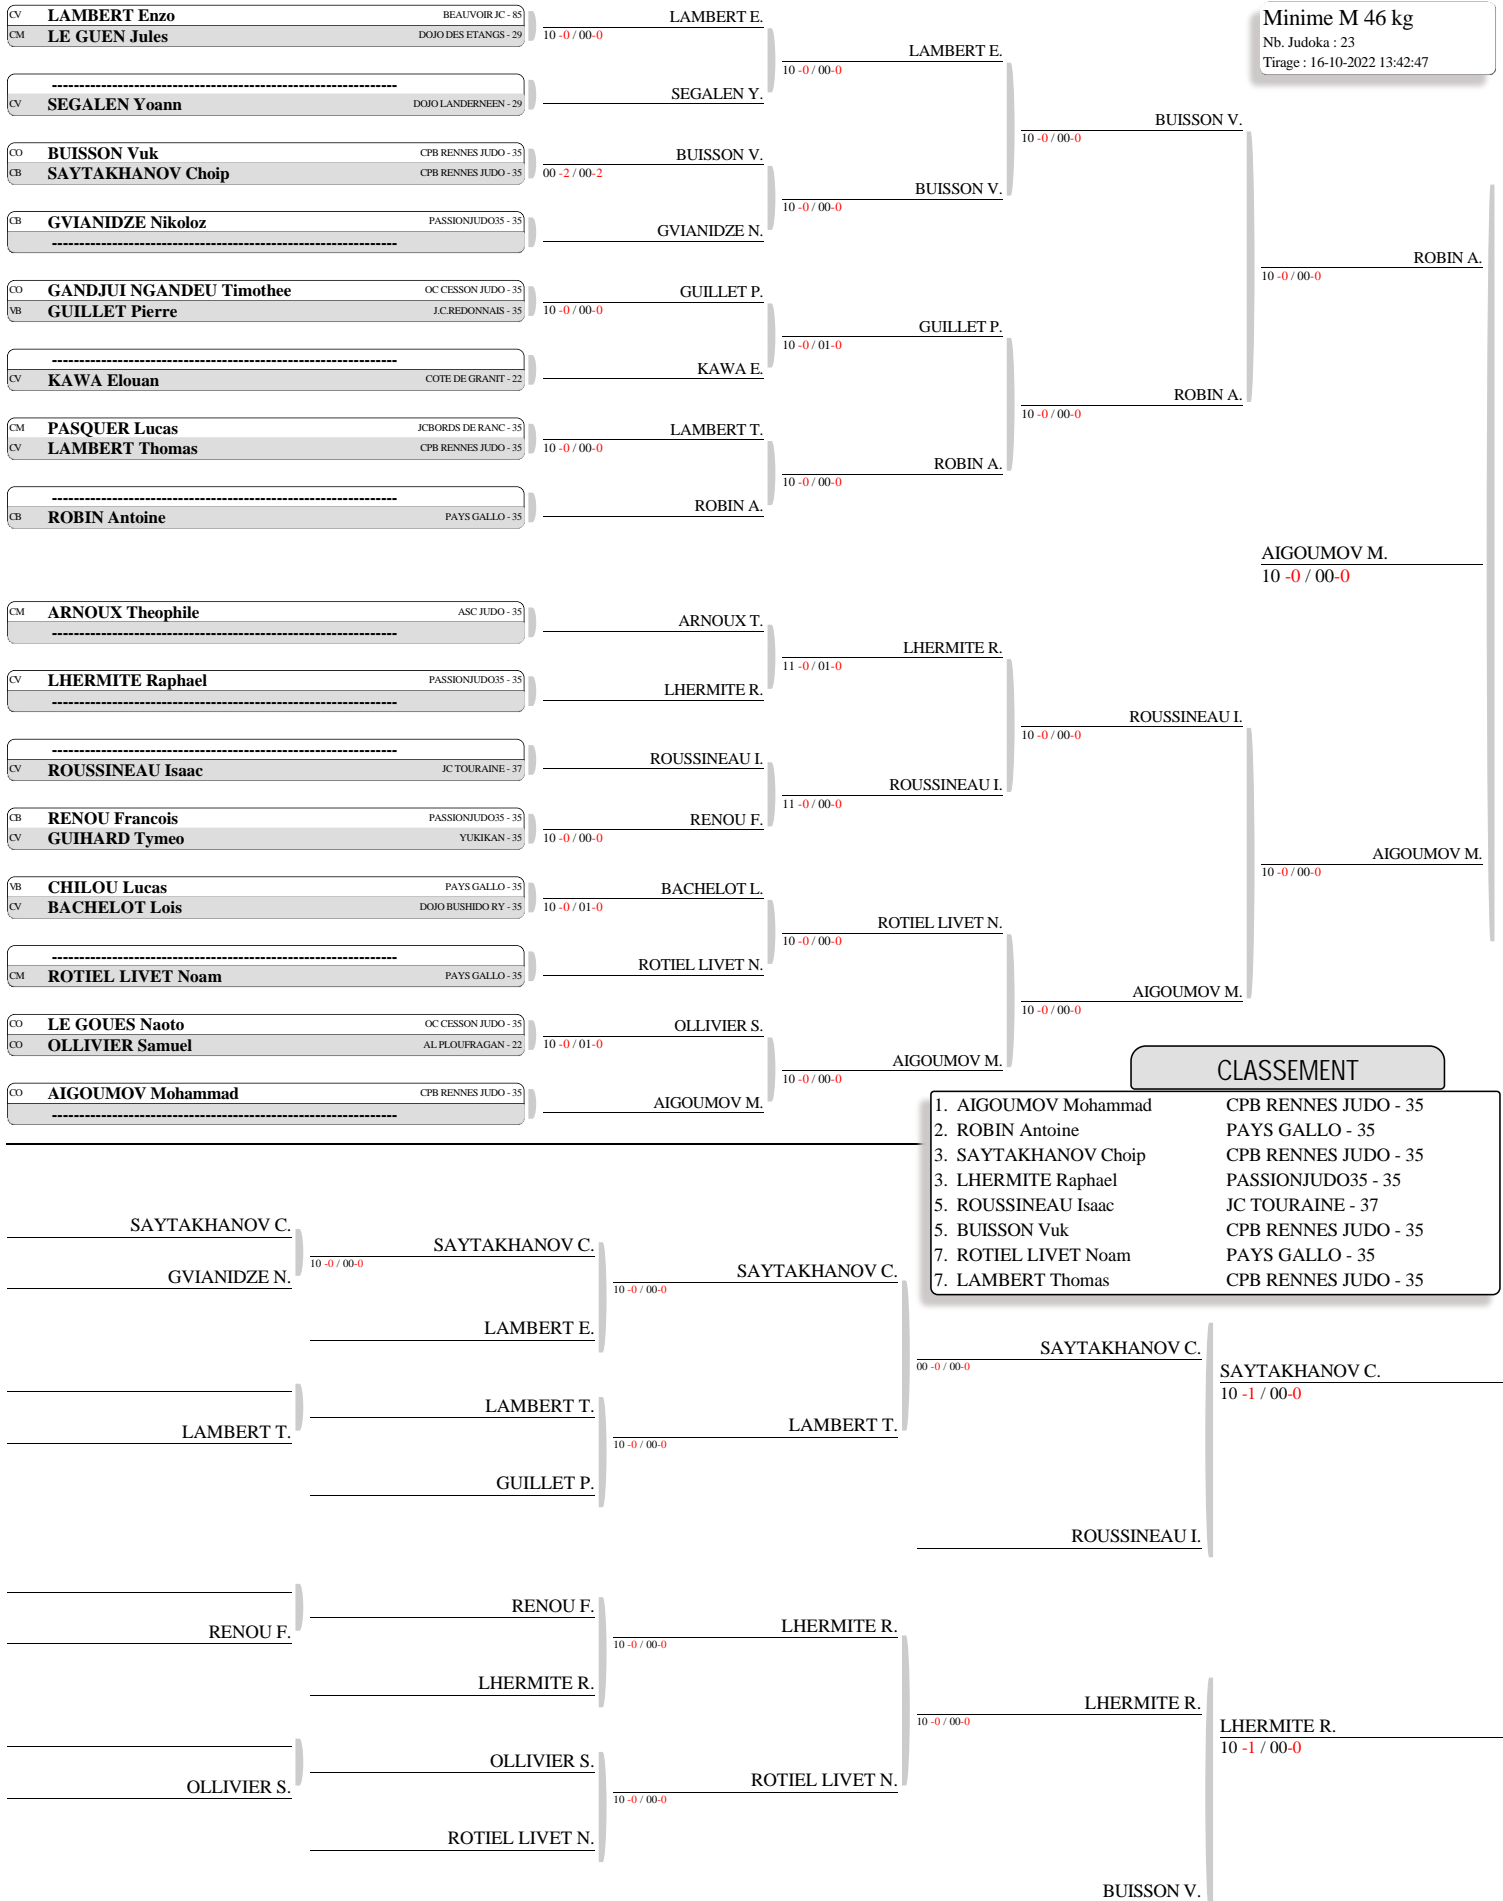 Minime M 46 kg
Nb. Judoka : 23
Tirage : 16-10-2022 13:42:47
CV LAMBERT Enzo BEAUVOIR JC - 85
CM LE GUEN Jules DOJO DES ETANGS - 29
----------------------------------------------------------------
CV SEGALEN Yoann DOJO LANDERNEEN - 29
CO BUISSON Vuk CPB RENNES JUDO - 35
CB SAYTAKHANOV Choip CPB RENNES JUDO - 35
CB GVIANIDZE Nikoloz PASSIONJUDO35 - 35
----------------------------------------------------------------
CO GANDJUI NGANDEU Timothee OC CESSON JUDO - 35
VB GUILLET Pierre J.C.REDONNAIS - 35
----------------------------------------------------------------
CV KAWA Elouan COTE DE GRANIT - 22
CM PASQUER Lucas JCBORDS DE RANC - 35
CV LAMBERT Thomas CPB RENNES JUDO - 35
----------------------------------------------------------------
CB ROBIN Antoine PAYS GALLO - 35
CM ARNOUX Theophile ASC JUDO - 35
----------------------------------------------------------------
CV LHERMITE Raphael PASSIONJUDO35 - 35
----------------------------------------------------------------
----------------------------------------------------------------
CV ROUSSINEAU Isaac JC TOURAINE - 37
CB RENOU Francois PASSIONJUDO35 - 35
CV GUIHARD Tymeo YUKIKAN - 35
VB CHILOU Lucas PAYS GALLO - 35
CV BACHELOT Lois DOJO BUSHIDO RY - 35
----------------------------------------------------------------
CM ROTIEL LIVET Noam PAYS GALLO - 35
CO LE GOUES Naoto OC CESSON JUDO - 35
CO OLLIVIER Samuel AL PLOUFRAGAN - 22
CO AIGOUMOV Mohammad CPB RENNES JUDO - 35
----------------------------------------------------------------
LAMBERT E.
10 -0 / 00-0
SEGALEN Y.
BUISSON V.
00 -2 / 00-2
GVIANIDZE N.
GUILLET P.
10 -0 / 00-0
KAWA E.
LAMBERT T.
10 -0 / 00-0
ROBIN A.
ARNOUX T.
LHERMITE R.
ROUSSINEAU I.
RENOU F.
10 -0 / 00-0
BACHELOT L.
10 -0 / 01-0
ROTIEL LIVET N.
OLLIVIER S.
10 -0 / 01-0
AIGOUMOV M.
LAMBERT E.
10 -0 / 00-0
BUISSON V.
10 -0 / 00-0
GUILLET P.
10 -0 / 01-0
ROBIN A.
10 -0 / 00-0
LHERMITE R.
11 -0 / 01-0
ROUSSINEAU I.
11 -0 / 00-0
ROTIEL LIVET N.
10 -0 / 00-0
AIGOUMOV M.
10 -0 / 00-0
BUISSON V.
10 -0 / 00-0
ROBIN A.
10 -0 / 00-0
ROUSSINEAU I.
10 -0 / 00-0
AIGOUMOV M.
10 -0 / 00-0
ROBIN A.
10 -0 / 00-0
AIGOUMOV M.
10 -0 / 00-0
AIGOUMOV M.
10 -0 / 00-0
CLASSEMENT
1. AIGOUMOV Mohammad CPB RENNES JUDO - 35
2. ROBIN Antoine PAYS GALLO - 35
3. SAYTAKHANOV Choip CPB RENNES JUDO - 35
3. LHERMITE Raphael PASSIONJUDO35 - 35
5. ROUSSINEAU Isaac JC TOURAINE - 37
5. BUISSON Vuk CPB RENNES JUDO - 35
7. ROTIEL LIVET Noam PAYS GALLO - 35
7. LAMBERT Thomas CPB RENNES JUDO - 35
SAYTAKHANOV C.
GVIANIDZE N.
LAMBERT T.
RENOU F.
OLLIVIER S.
SAYTAKHANOV C.
10 -0 / 00-0
LAMBERT E.
LAMBERT T.
GUILLET P.
RENOU F.
LHERMITE R.
OLLIVIER S.
ROTIEL LIVET N.
SAYTAKHANOV C.
10 -0 / 00-0
LAMBERT T.
10 -0 / 00-0
LHERMITE R.
10 -0 / 00-0
ROTIEL LIVET N.
10 -0 / 00-0
SAYTAKHANOV C.
00 -0 / 00-0
ROUSSINEAU I.
LHERMITE R.
10 -0 / 00-0
BUISSON V.
SAYTAKHANOV C.
10 -1 / 00-0
LHERMITE R.
10 -1 / 00-0